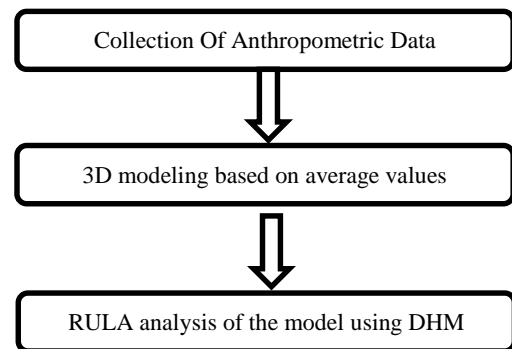 Collection Of Anthropometric Data
3D modeling based on average values
RULA analysis of the model using DHM